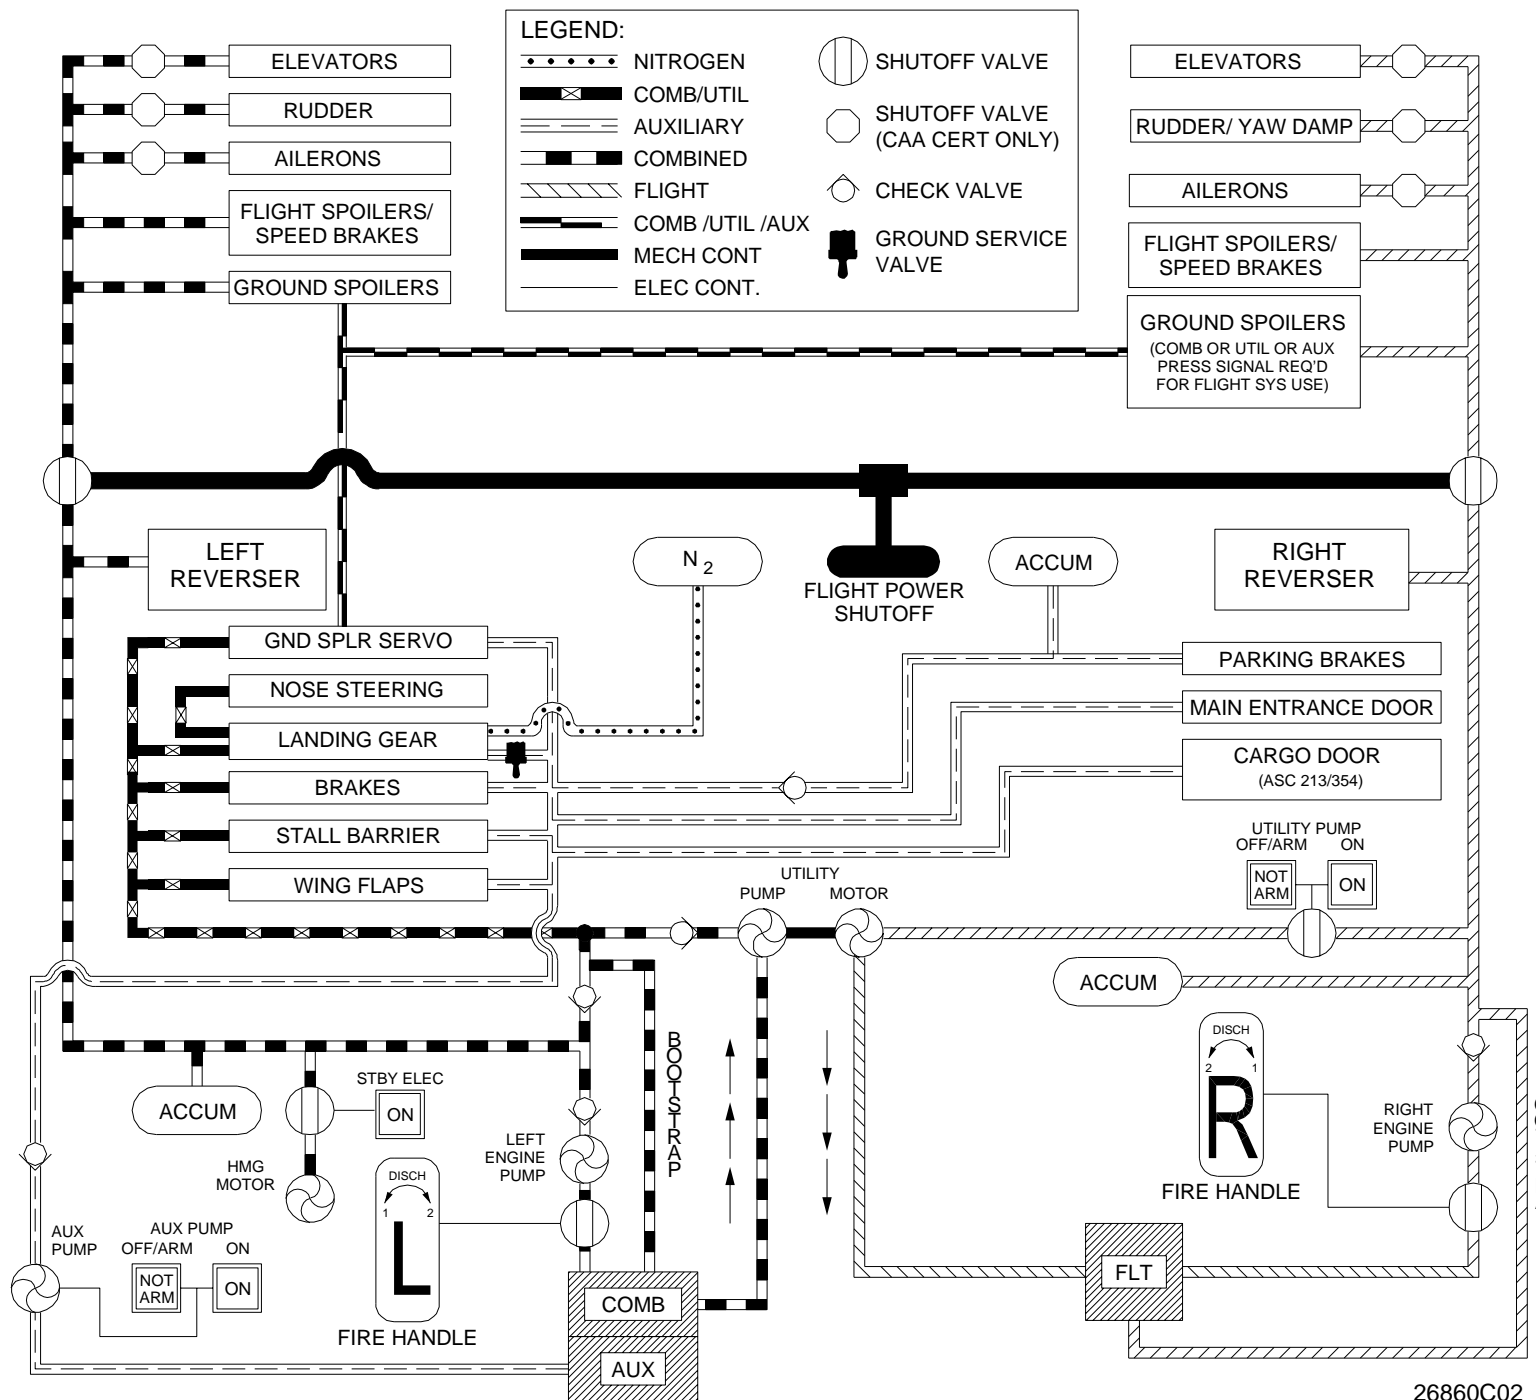 LEGEND:
NITROGEN
COMB/UTIL
AUXILIARY
COMBINED
FLIGHT
COMB /UTIL /AUX
MECH CONT
ELEC CONT.
SHUTOFF VALVE
SHUTOFF VALVE
(CAA CERT ONLY)
CHECK VALVE
GROUND SERVICE
VALVE
ELEVATORS
RUDDER
AILERONS
FLIGHT SPOILERS/
SPEED BRAKES
GROUND SPOILERS
ELEVATORS
RUDDER/ YAW DAMP
AILERONS
FLIGHT SPOILERS/
SPEED BRAKES
GROUND SPOILERS
(COMB OR UTIL OR AUX
PRESS SIGNAL REQ'D
FOR FLIGHT SYS USE)
LEFT
REVERSER
N2
FLIGHT POWER
SHUTOFF
ACCUM
RIGHT
REVERSER
GND SPLR SERVO
NOSE STEERING
LANDING GEAR
BRAKES
STALL BARRIER
WING FLAPS
PARKING BRAKES
MAIN ENTRANCE DOOR
CARGO DOOR
(ASC 213/354)
UTILITY PUMP
OFF/ARM ON
NOT
ARM
ON
UTILITY
PUMP MOTOR
ACCUM
BOOTSTRAP
ACCUM
STBY ELEC
ON
HMG
MOTOR
LEFT
ENGINE
PUMP
DISCH
1 2
L
FIRE HANDLE
DISCH
2 1
R
FIRE HANDLE
RIGHT
ENGINE
PUMP
AUX
PUMP
AUX PUMP
OFF/ARM ON
NOT
ARM
ON
COMB
AUX
FLT
26860C02